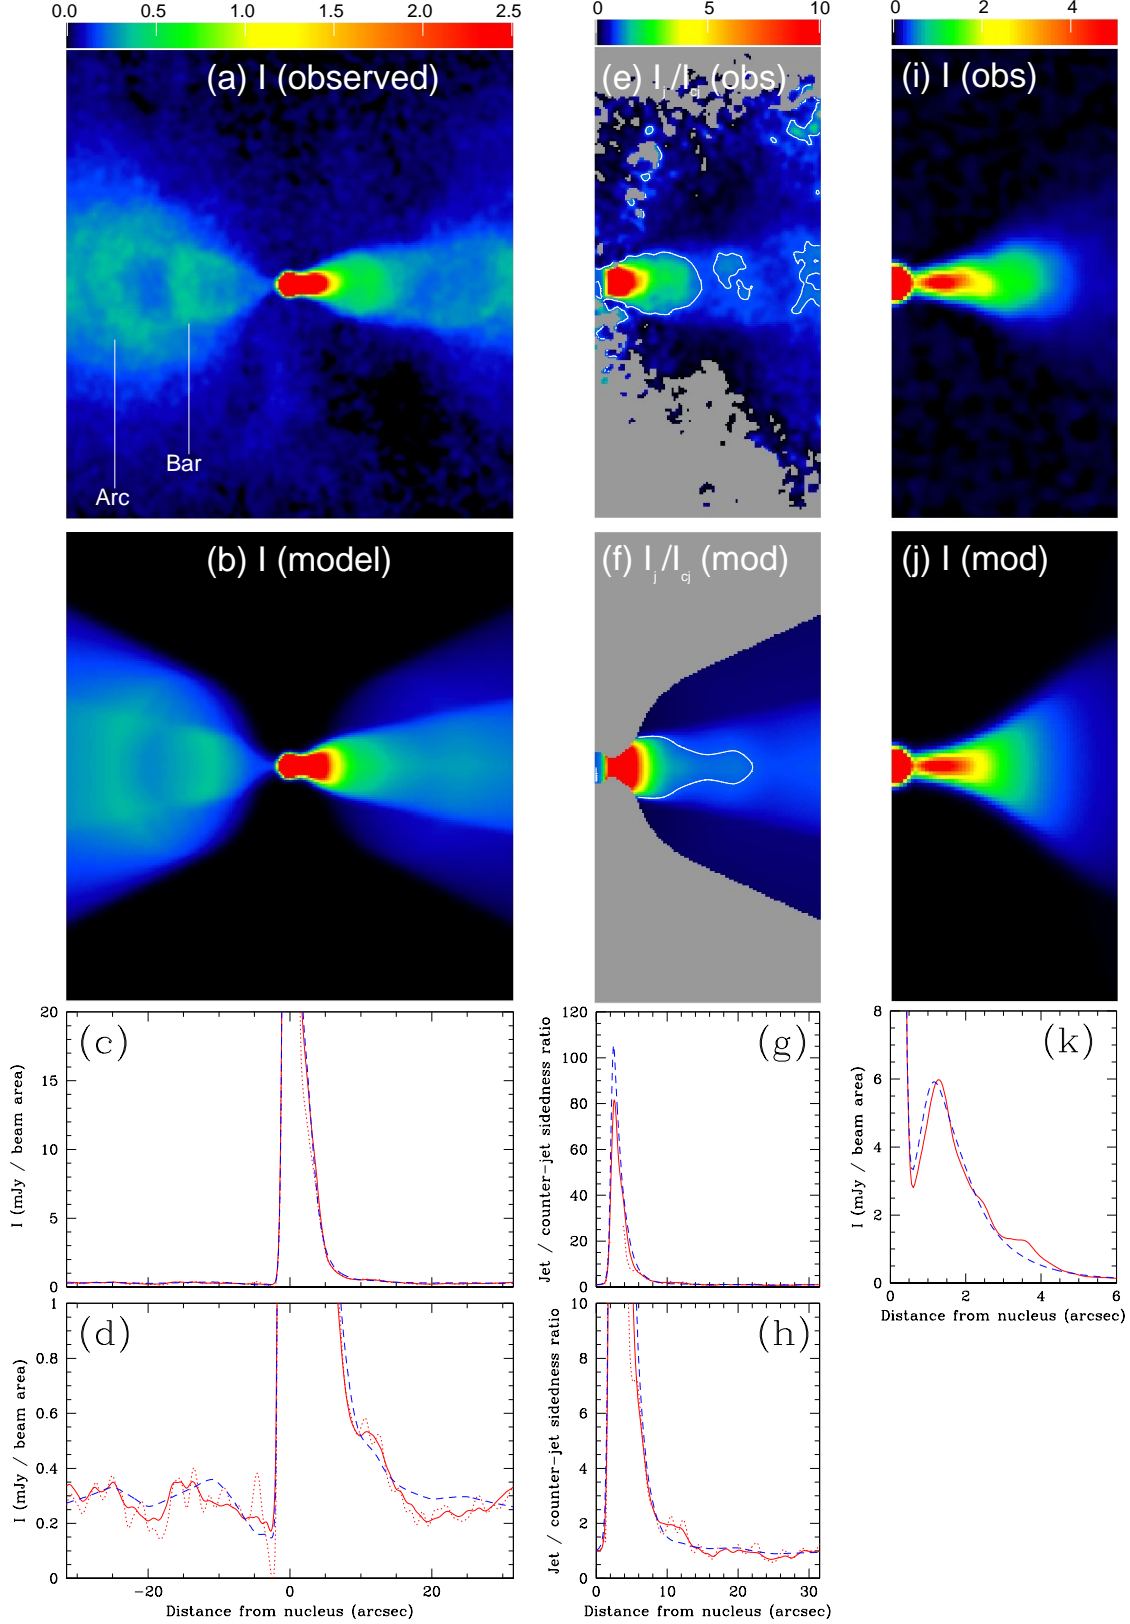 0.0 0.5 1.0 1.5 2.0 2.5
0 5 10
0 2 4
(a) I (observed)
(e) Ij/Icj (obs)
(i) I (obs)
Bar
Arc
(b) I (model)
(f) Ij/Icj (mod)
(j) I (mod)
(c)
I (mJy / beam area)
20
15
10
5
0
(g)
Jet / counter-jet sidedness ratio
120
100
80
60
40
20
0
(k)
I (mJy / beam area)
8
6
4
2
0
0 2 4 6
Distance from nucleus (arcsec)
(d)
I (mJy / beam area)
1
0.8
0.6
0.4
0.2
0
−20 0 20
Distance from nucleus (arcsec)
(h)
Jet / counter-jet sidedness ratio
10
8
6
4
2
0
0 10 20 30
Distance from nucleus (arcsec)